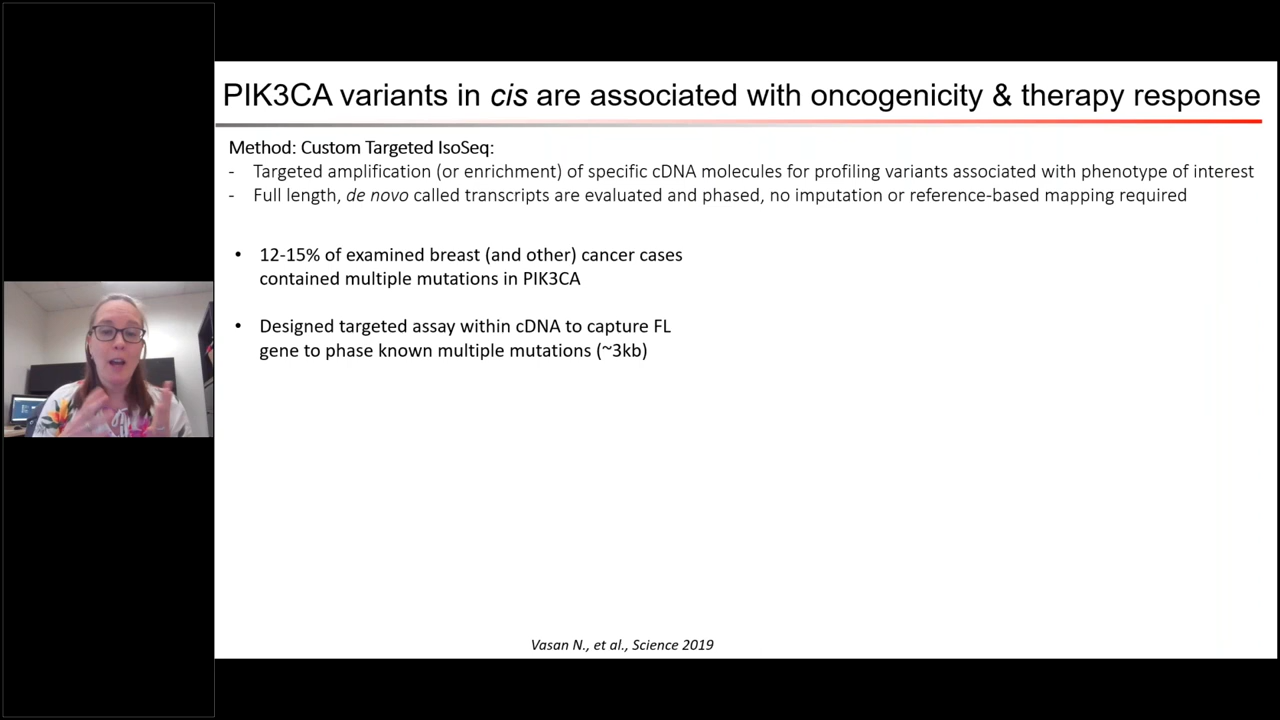 PIK3CA variants in cis are associated with oncogenicity & therapy response
Method: Custom Targeted IsoSeq:
- Targeted amplification (or enrichment) of specific cDNA molecules for profiling variants associated with phenotype of interest
- Full length, de novo called transcripts are evaluated and phased, no imputation or reference-based mapping required
• 12-15% of examined breast (and other) cancer cases
contained multiple mutations in PIK3CA
• Designed targeted assay within cDNA to capture FL
gene to phase known multiple mutations (~3kb)
Vasan N., et al., Science 2019